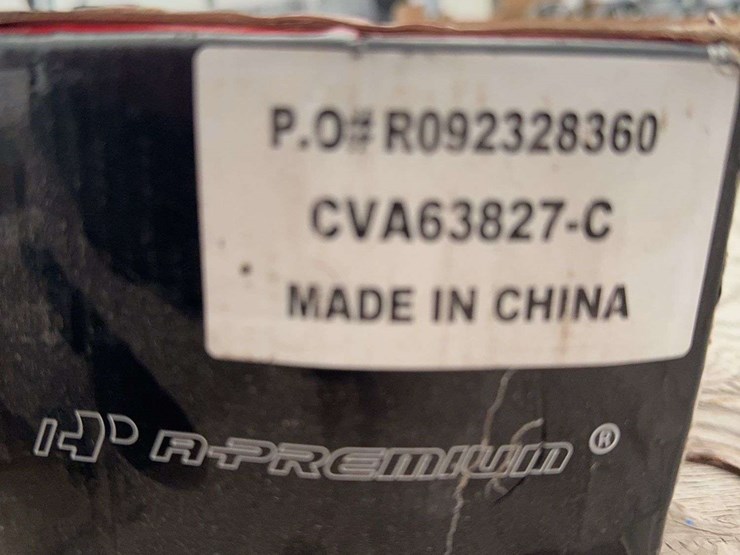 P.O# R092328360
CVA63827-C
MADE IN CHINA
A-PREMIUM ®